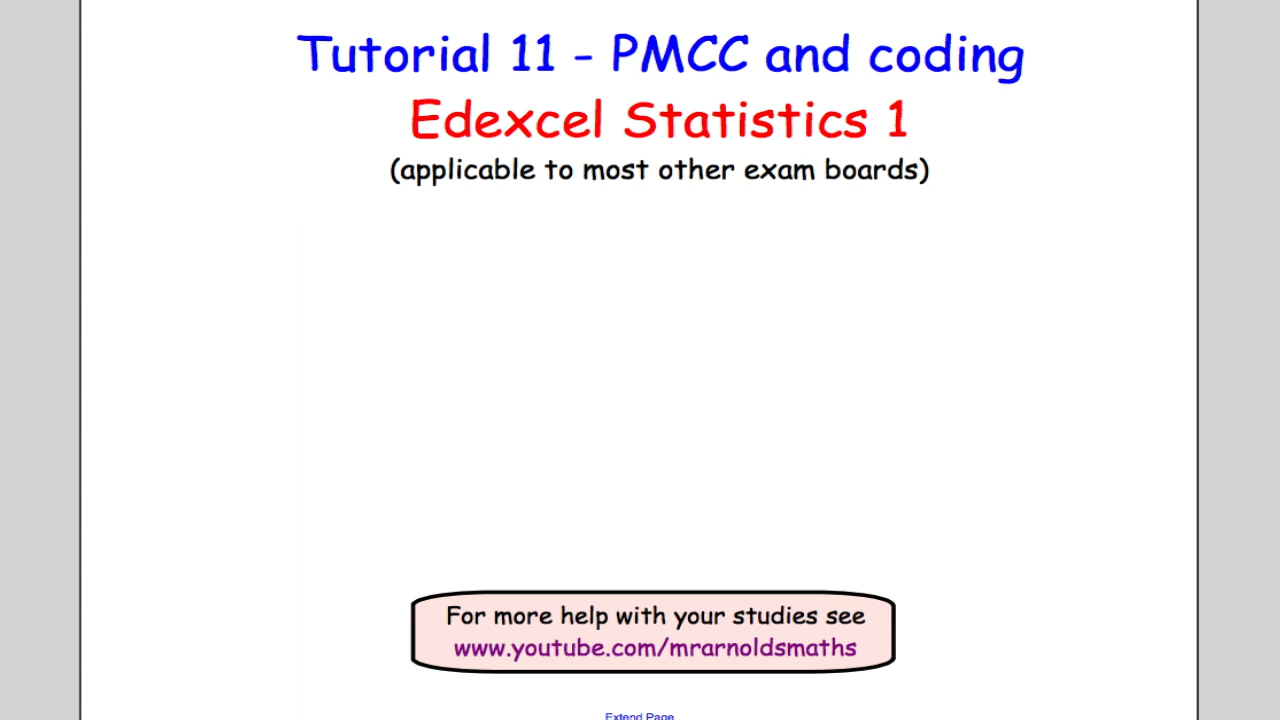 Tutorial 11 - PMCC and coding
Edexcel Statistics 1
(applicable to most other exam boards)
For more help with your studies see
www.youtube.com/mrarnoldsmaths
Extend Page